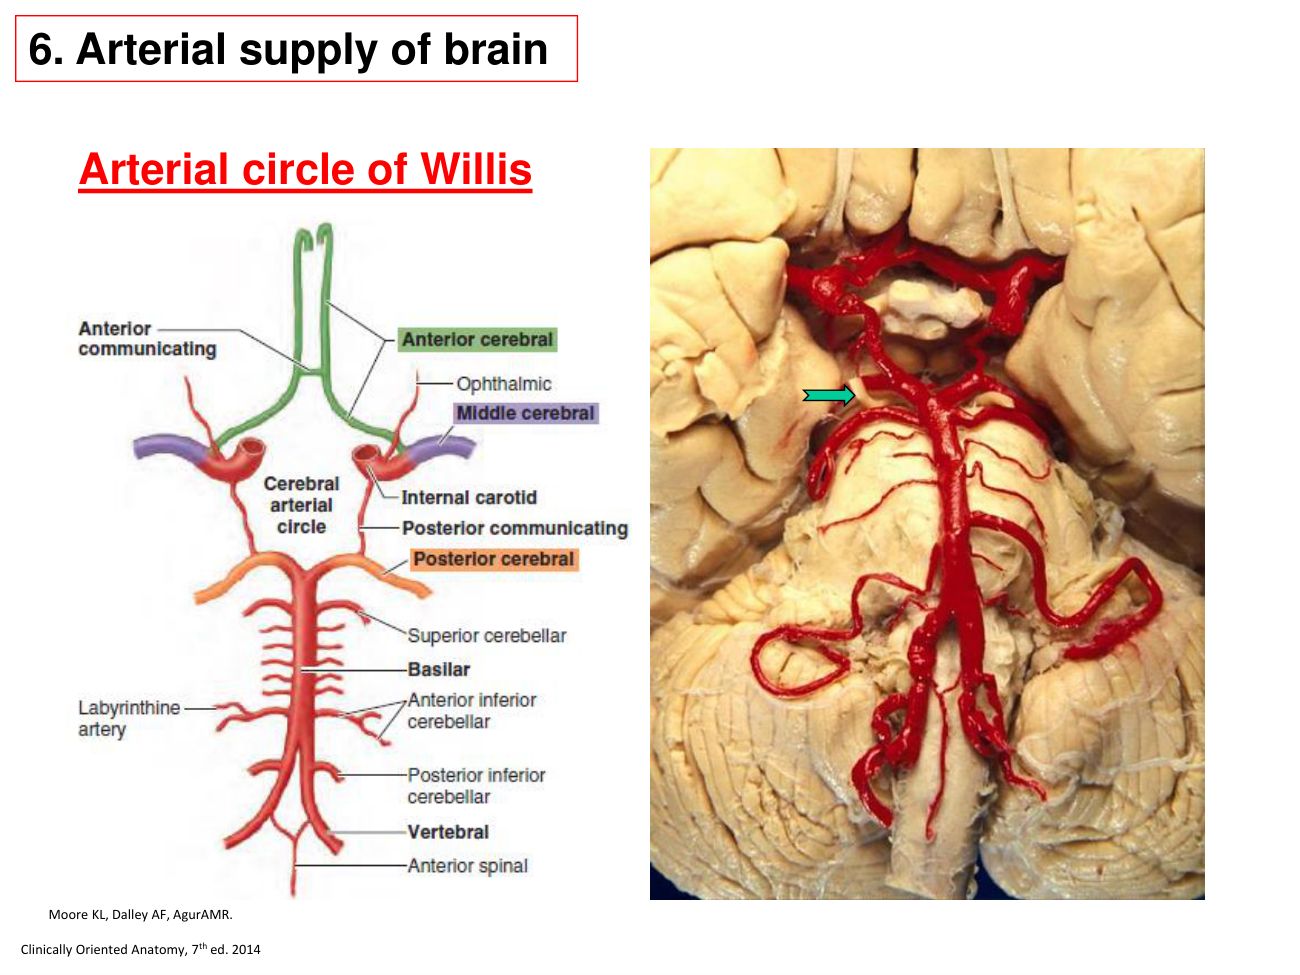 6. Arterial supply of brain
Arterial circle of Willis
Anterior
communicating
Anterior cerebral
Ophthalmic
Middle cerebral
Cerebral
arterial
circle
Internal carotid
Posterior communicating
Posterior cerebral
Superior cerebellar
Basilar
Labyrinthine
artery
Anterior inferior
cerebellar
Posterior inferior
cerebellar
Vertebral
Anterior spinal
Moore KL, Dalley AF, AgurAMR.
Clinically Oriented Anatomy, 7th ed. 2014